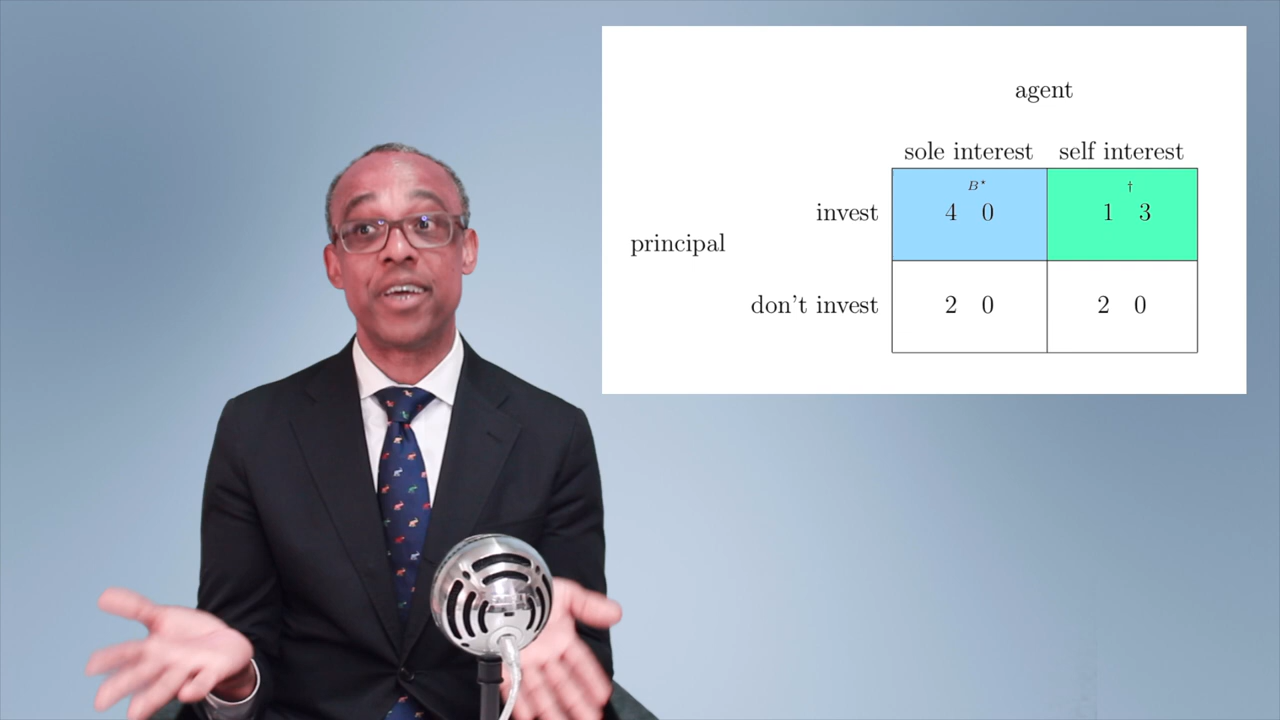 agent
sole interest self interest
B* †
invest 4 0 1 3
principal
don't invest 2 0 2 0